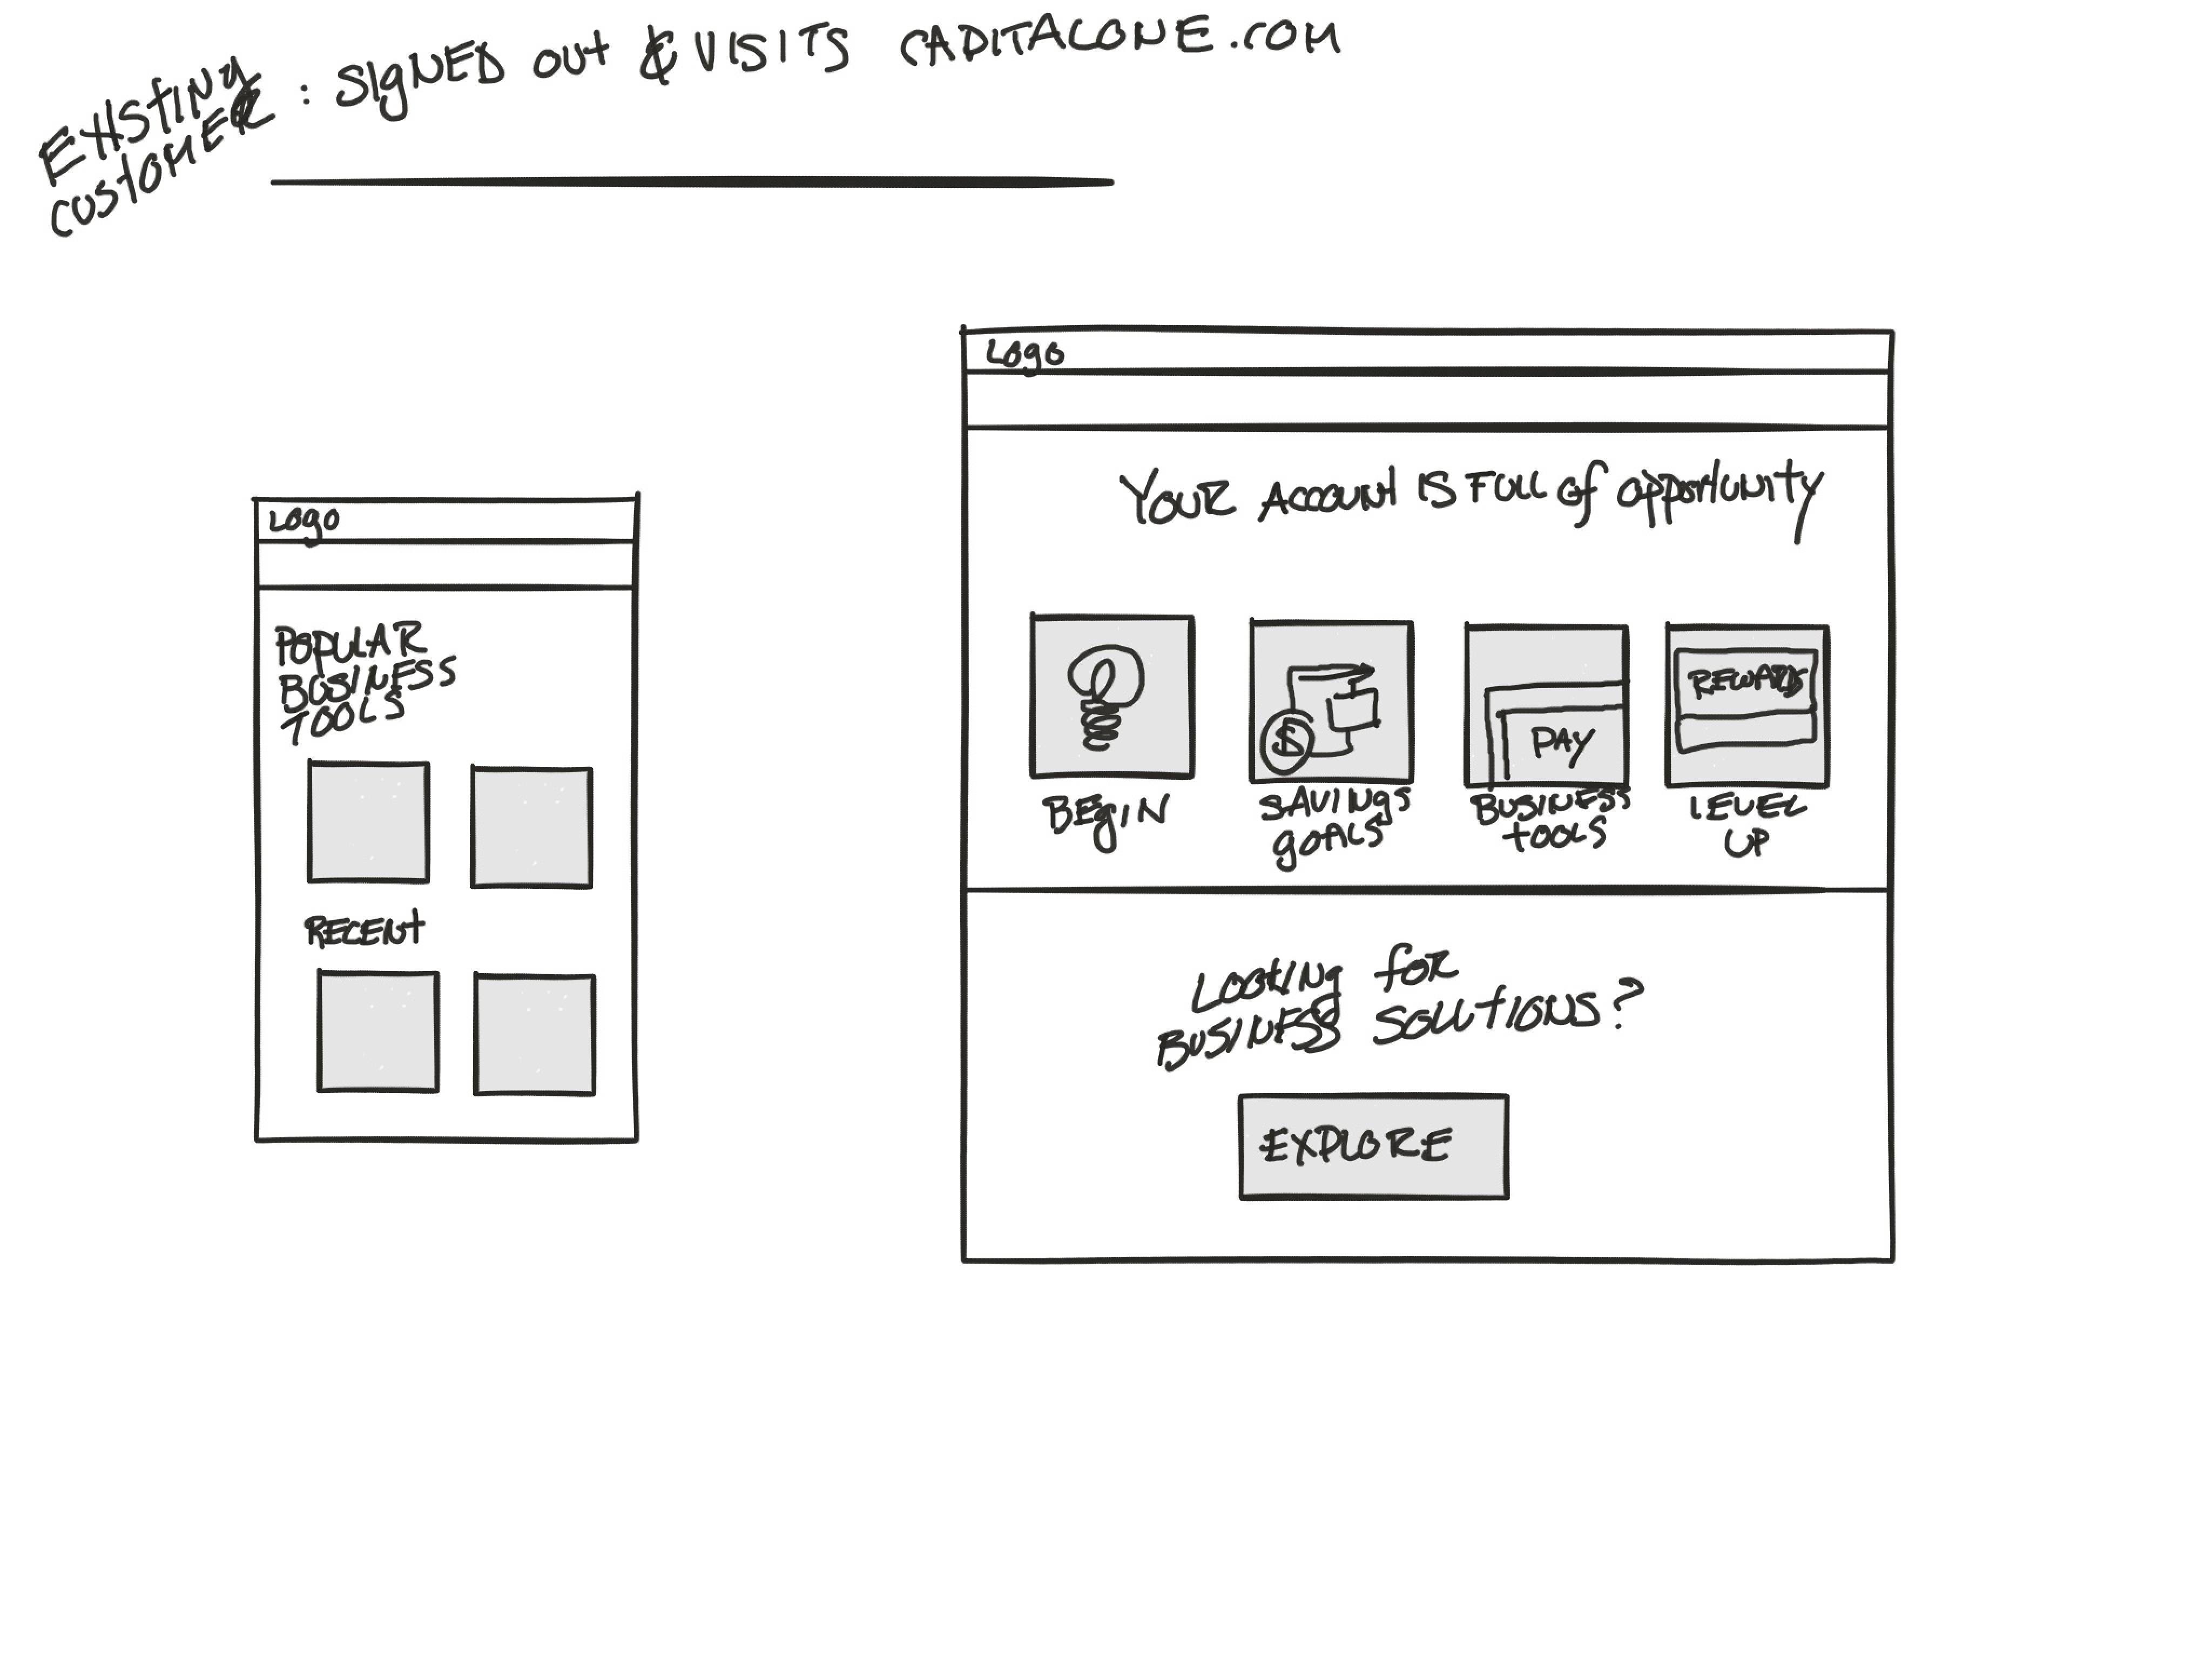 EXISTING CUSTOMER : SIGNED OUT & VISITS CAPITALONE.COM
Logo
POPULAR
BUSINESS
TOOLS
RECENT
Logo
YOUR ACCOUNT IS FULL OF OPPORTUNITY
REWARDS
$
PAY
BEGIN
SAVINGS
GOALS
BUSINESS
TOOLS
LEVEL
UP
LOOKING FOR
BUSINESS SOLUTIONS?
EXPLORE